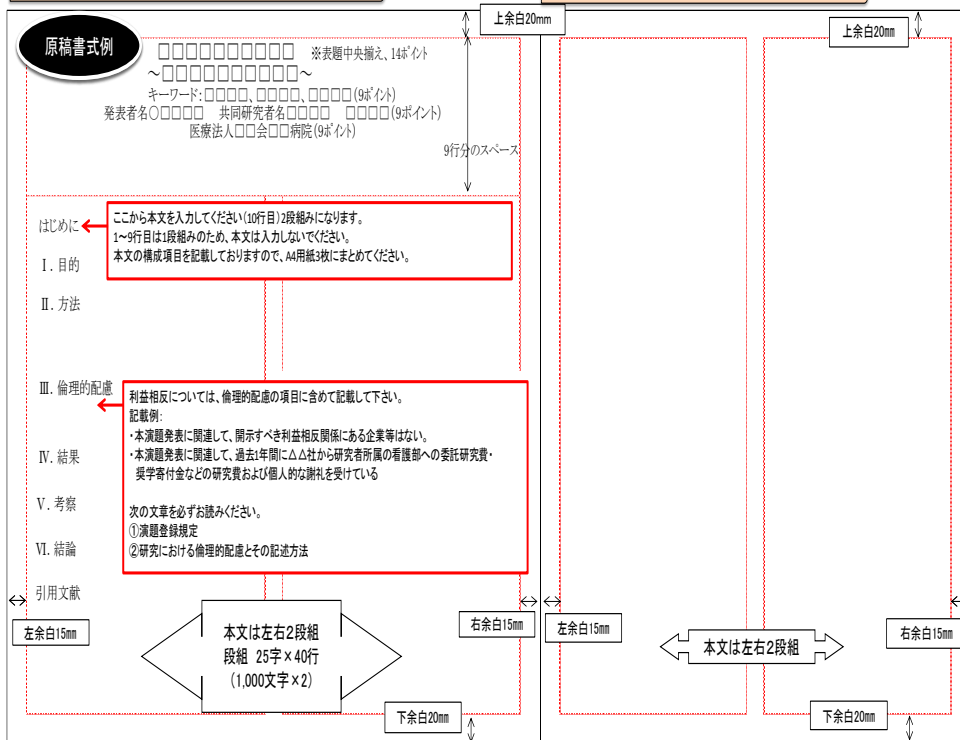 上余白20mm
上余白20mm
原稿書式例
□□□□□□□□□□ ※表題中央揃え、14ポイント
～□□□□□□□□□□～
キーワード:□□□□、□□□□、□□□□(9ポイント)
発表者名○□□□□ 共同研究者名□□□□ □□□□(9ポイント)
医療法人□□会□□病院(9ポイント)
9行分のスペース
はじめに
ここから本文を入力してください(10行目)2段組みになります。
1～9行目は1段組みのため、本文は入力しないでください。
本文の構成項目を記載しておりますので、A4用紙3枚にまとめてください。
Ⅰ.目的
Ⅱ.方法
Ⅲ.倫理的配慮
利益相反については、倫理的配慮の項目に含めて記載して下さい。
記載例:
・本演題発表に関連して、開示すべき利益相反関係にある企業等はない。
・本演題発表に関連して、過去1年間に△△社から研究者所属の看護部への委託研究費・
奨学寄付金などの研究費および個人的な謝礼を受けている
次の文章を必ずお読みください。
①演題登録規定
②研究における倫理的配慮とその記述方法
Ⅳ.結果
Ⅴ.考察
Ⅵ.結論
引用文献
左余白15mm
本文は左右2段組
段組 25字×40行
(1,000文字×2)
右余白15mm
下余白20mm
左余白15mm
本文は左右2段組
右余白15mm
下余白20mm